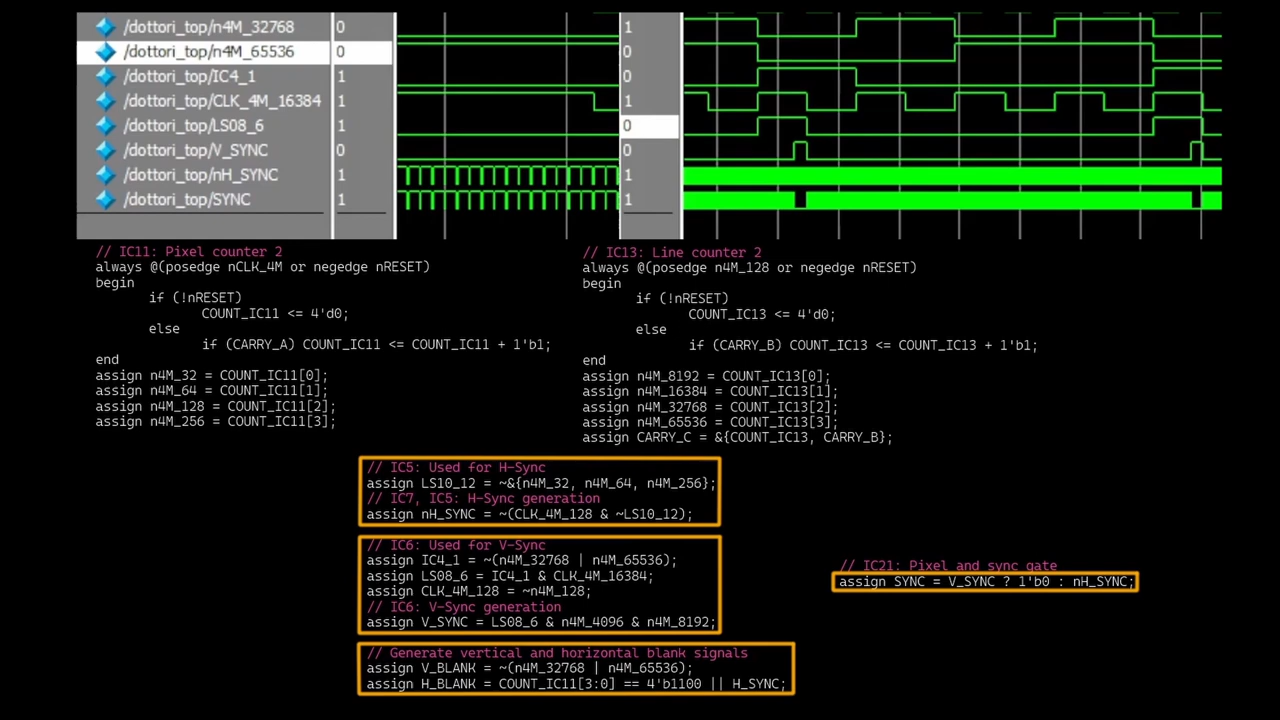 /dottori_top/n4M_32768 0 1
/dottori_top/n4M_65536 0 0
/dottori_top/IC4_1 1 0
/dottori_top/CLK_4M_16384 1 1
/dottori_top/LS08_6 1 0
/dottori_top/V_SYNC 0 0
/dottori_top/nH_SYNC 1 1
/dottori_top/SYNC 1 1
// IC11: Pixel counter 2
always @(posedge nCLK_4M or negedge nRESET)
begin
if (!nRESET)
COUNT_IC11 <= 4'd0;
else
if (CARRY_A) COUNT_IC11 <= COUNT_IC11 + 1'b1;
end
assign n4M_32 = COUNT_IC11[0];
assign n4M_64 = COUNT_IC11[1];
assign n4M_128 = COUNT_IC11[2];
assign n4M_256 = COUNT_IC11[3];
// IC13: Line counter 2
always @(posedge n4M_128 or negedge nRESET)
begin
if (!nRESET)
COUNT_IC13 <= 4'd0;
else
if (CARRY_B) COUNT_IC13 <= COUNT_IC13 + 1'b1;
end
assign n4M_8192 = COUNT_IC13[0];
assign n4M_16384 = COUNT_IC13[1];
assign n4M_32768 = COUNT_IC13[2];
assign n4M_65536 = COUNT_IC13[3];
assign CARRY_C = &{COUNT_IC13, CARRY_B};
// IC5: Used for H-Sync
assign LS10_12 = ~&{n4M_32, n4M_64, n4M_256};
// IC7, IC5: H-Sync generation
assign nH_SYNC = ~(CLK_4M_128 & ~LS10_12);
// IC6: Used for V-Sync
assign IC4_1 = ~(n4M_32768 | n4M_65536);
assign LS08_6 = IC4_1 & CLK_4M_16384;
assign CLK_4M_128 = ~n4M_128;
// IC6: V-Sync generation
assign V_SYNC = LS08_6 & n4M_4096 & n4M_8192;
// Generate vertical and horizontal blank signals
assign V_BLANK = ~(n4M_32768 | n4M_65536);
assign H_BLANK = COUNT_IC11[3:0] == 4'b1100 || H_SYNC;
// IC21: Pixel and sync gate
assign SYNC = V_SYNC ? 1'b0 : nH_SYNC;